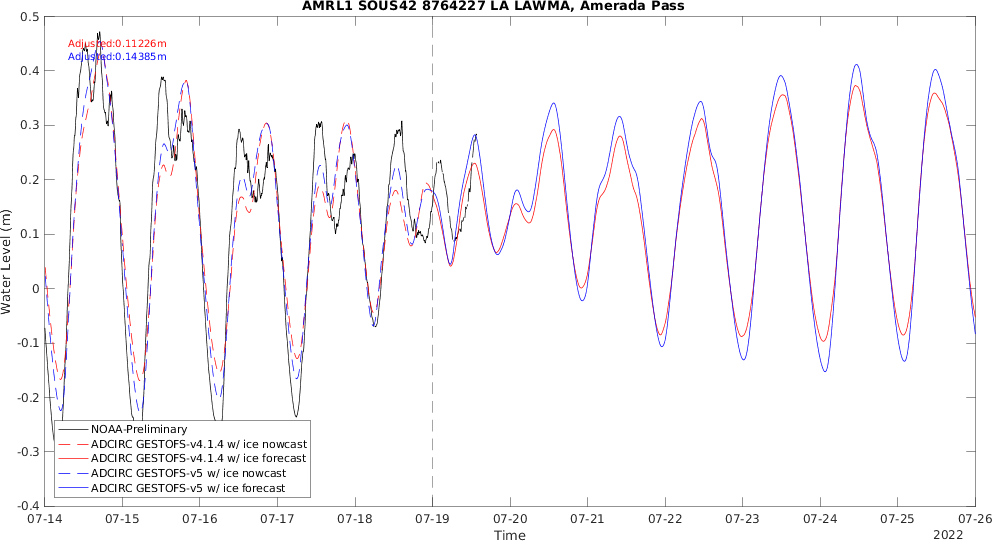 AMRL1 SOUS42 8764227 LA LAWMA, Amerada Pass
0.5
Adjusted:0.11226m
Adjusted:0.14385m
0.4
0.3
0.2
0.1
0
-0.1
-0.2
-0.3
-0.4
Water Level (m)
NOAA-Preliminary
ADCIRC GESTOFS-v4.1.4 w/ ice nowcast
ADCIRC GESTOFS-v4.1.4 w/ ice forecast
ADCIRC GESTOFS-v5 w/ ice nowcast
ADCIRC GESTOFS-v5 w/ ice forecast
07-14 07-15 07-16 07-17 07-18 07-19 07-20 07-21 07-22 07-23 07-24 07-25 07-26
Time
2022